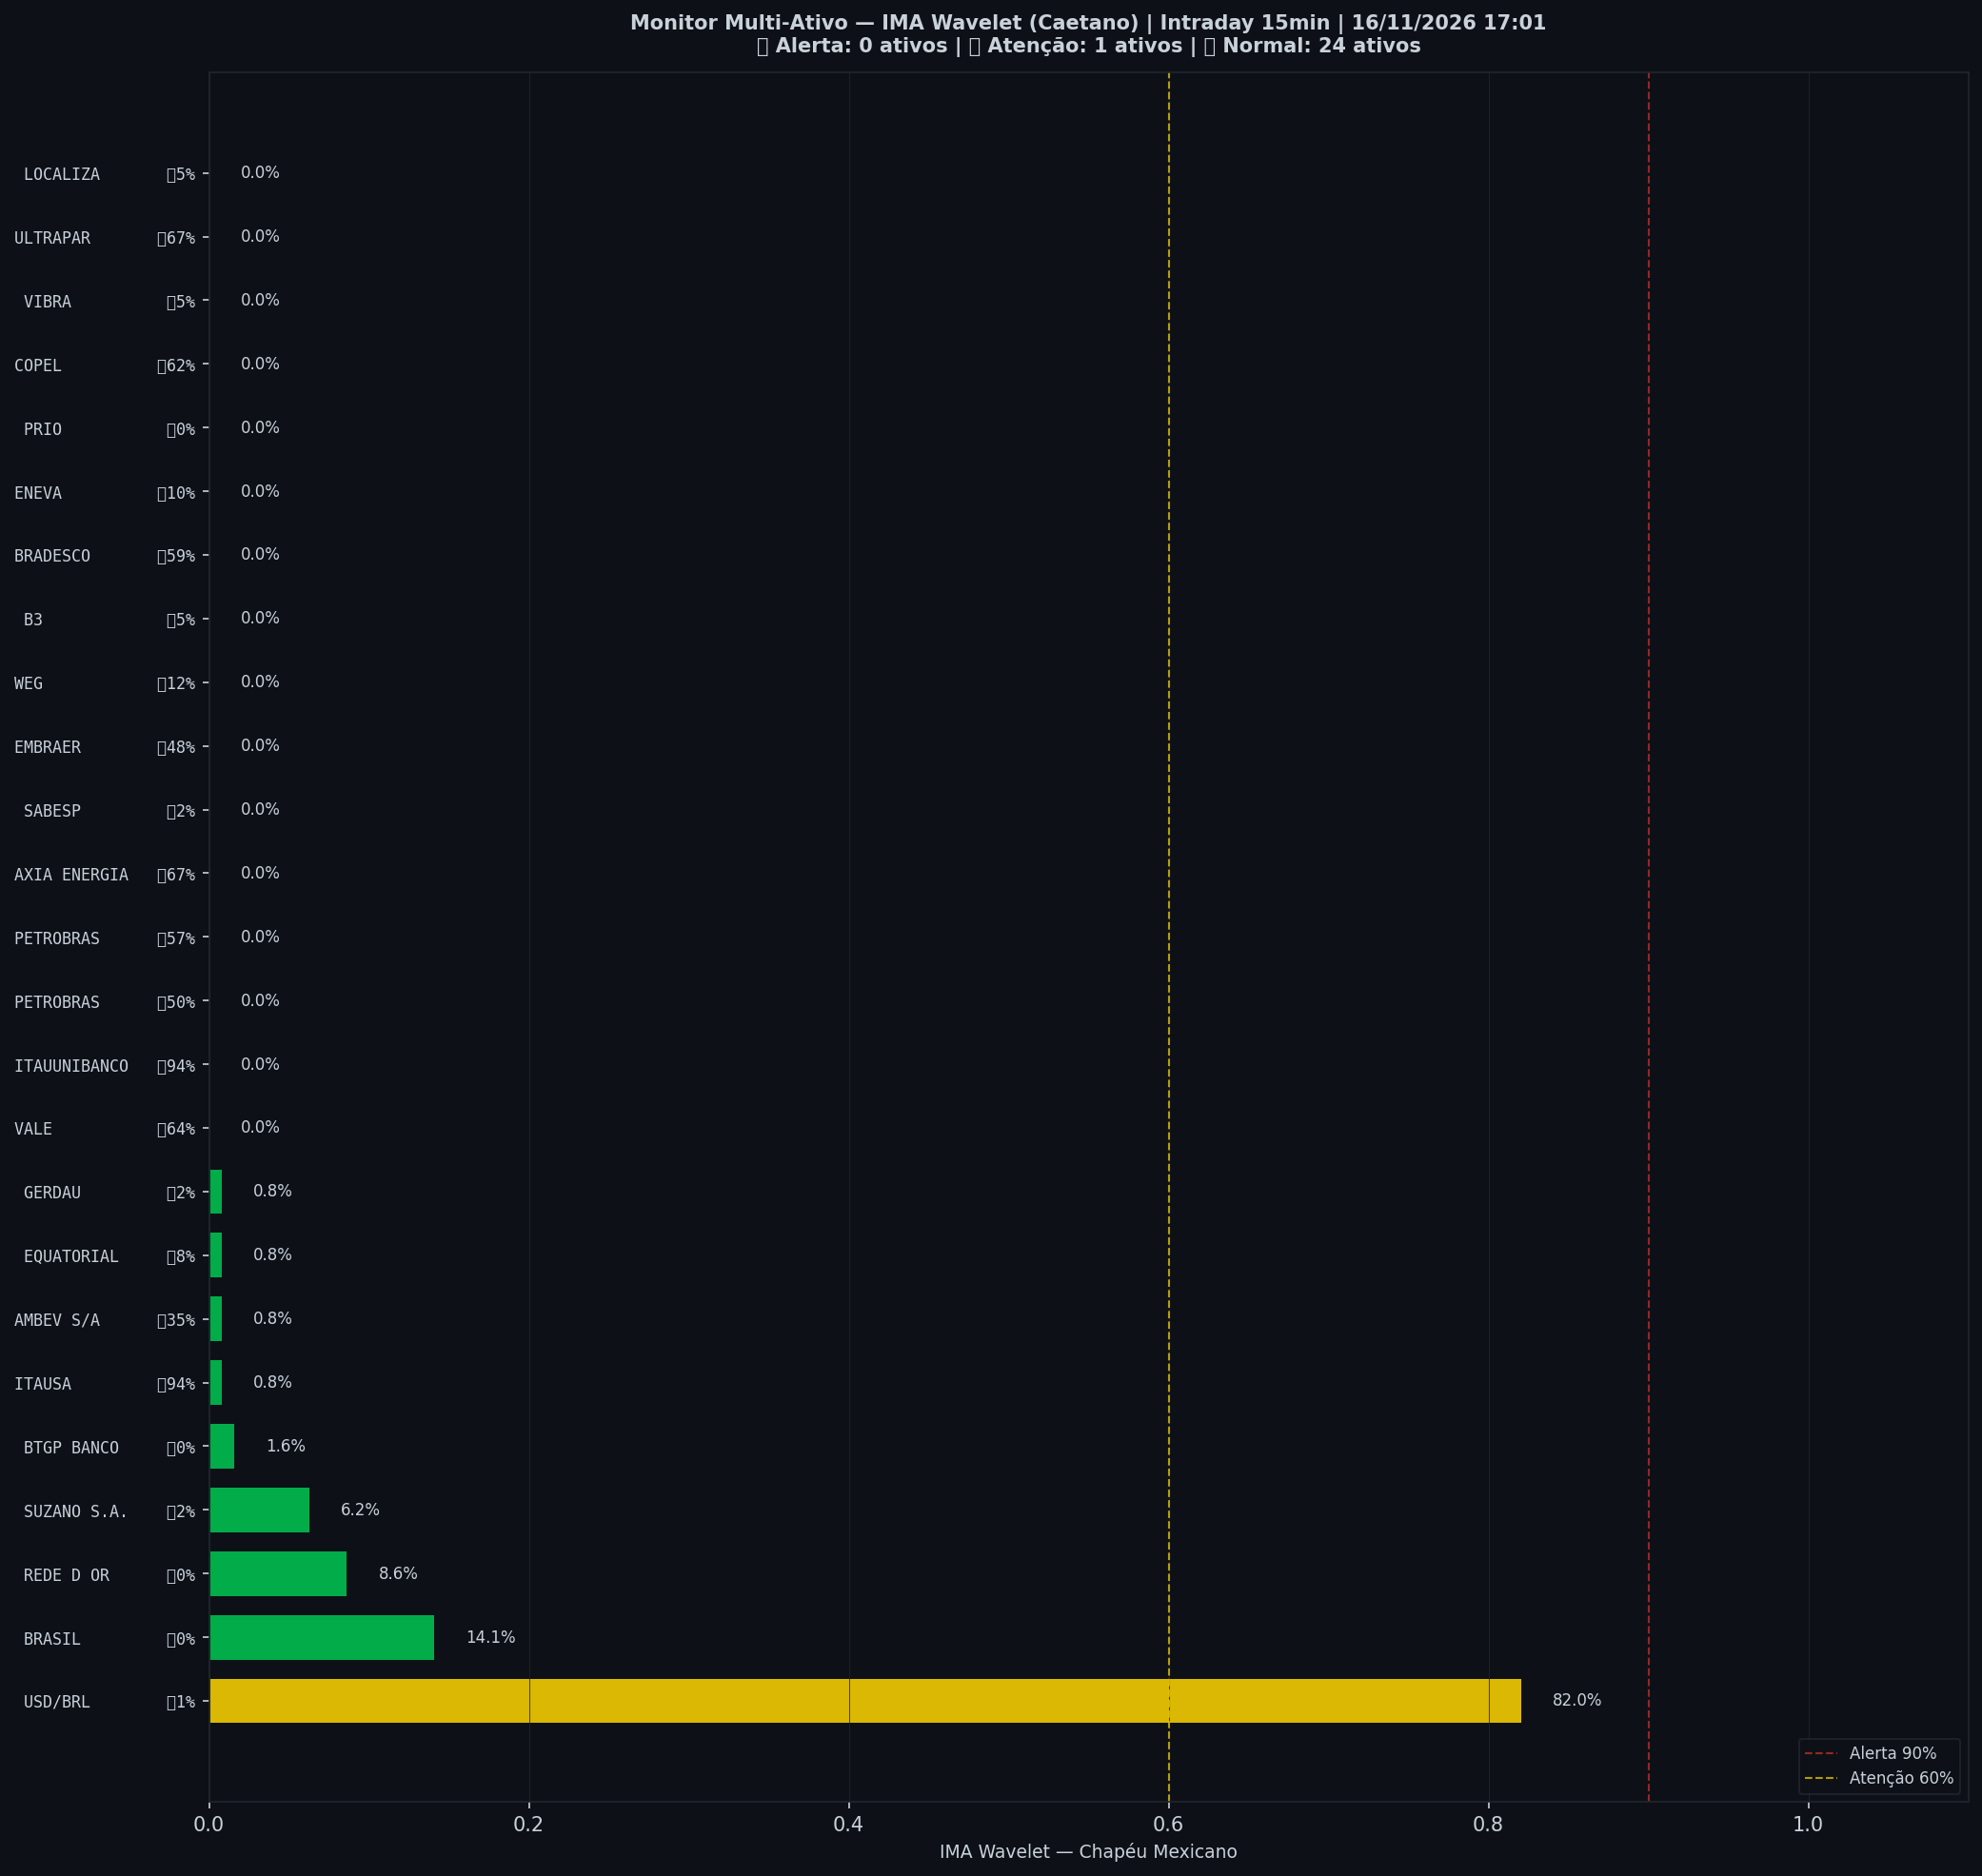 Monitor Multi-Ativo — IMA Wavelet (Caetano) | Intraday 15min | 16/11/2026 17:01
▯ Alerta: 0 ativos | ▯ Atenção: 1 ativos | ▯ Normal: 24 ativos
LOCALIZA ▯5% 0.0%
ULTRAPAR ▯67% 0.0%
VIBRA ▯5% 0.0%
COPEL ▯62% 0.0%
PRIO ▯0% 0.0%
ENEVA ▯10% 0.0%
BRADESCO ▯59% 0.0%
B3 ▯5% 0.0%
WEG ▯12% 0.0%
EMBRAER ▯48% 0.0%
SABESP ▯2% 0.0%
AXIA ENERGIA ▯67% 0.0%
PETROBRAS ▯57% 0.0%
PETROBRAS ▯50% 0.0%
ITAUUNIBANCO ▯94% 0.0%
VALE ▯64% 0.0%
GERDAU ▯2% 0.8%
EQUATORIAL ▯8% 0.8%
AMBEV S/A ▯35% 0.8%
ITAUSA ▯94% 0.8%
BTGP BANCO ▯0% 1.6%
SUZANO S.A. ▯2% 6.2%
REDE D OR ▯0% 8.6%
BRASIL ▯0% 14.1%
USD/BRL ▯1% 82.0%
Alerta 90%
Atenção 60%
0.0 0.2 0.4 0.6 0.8 1.0
IMA Wavelet — Chapéu Mexicano